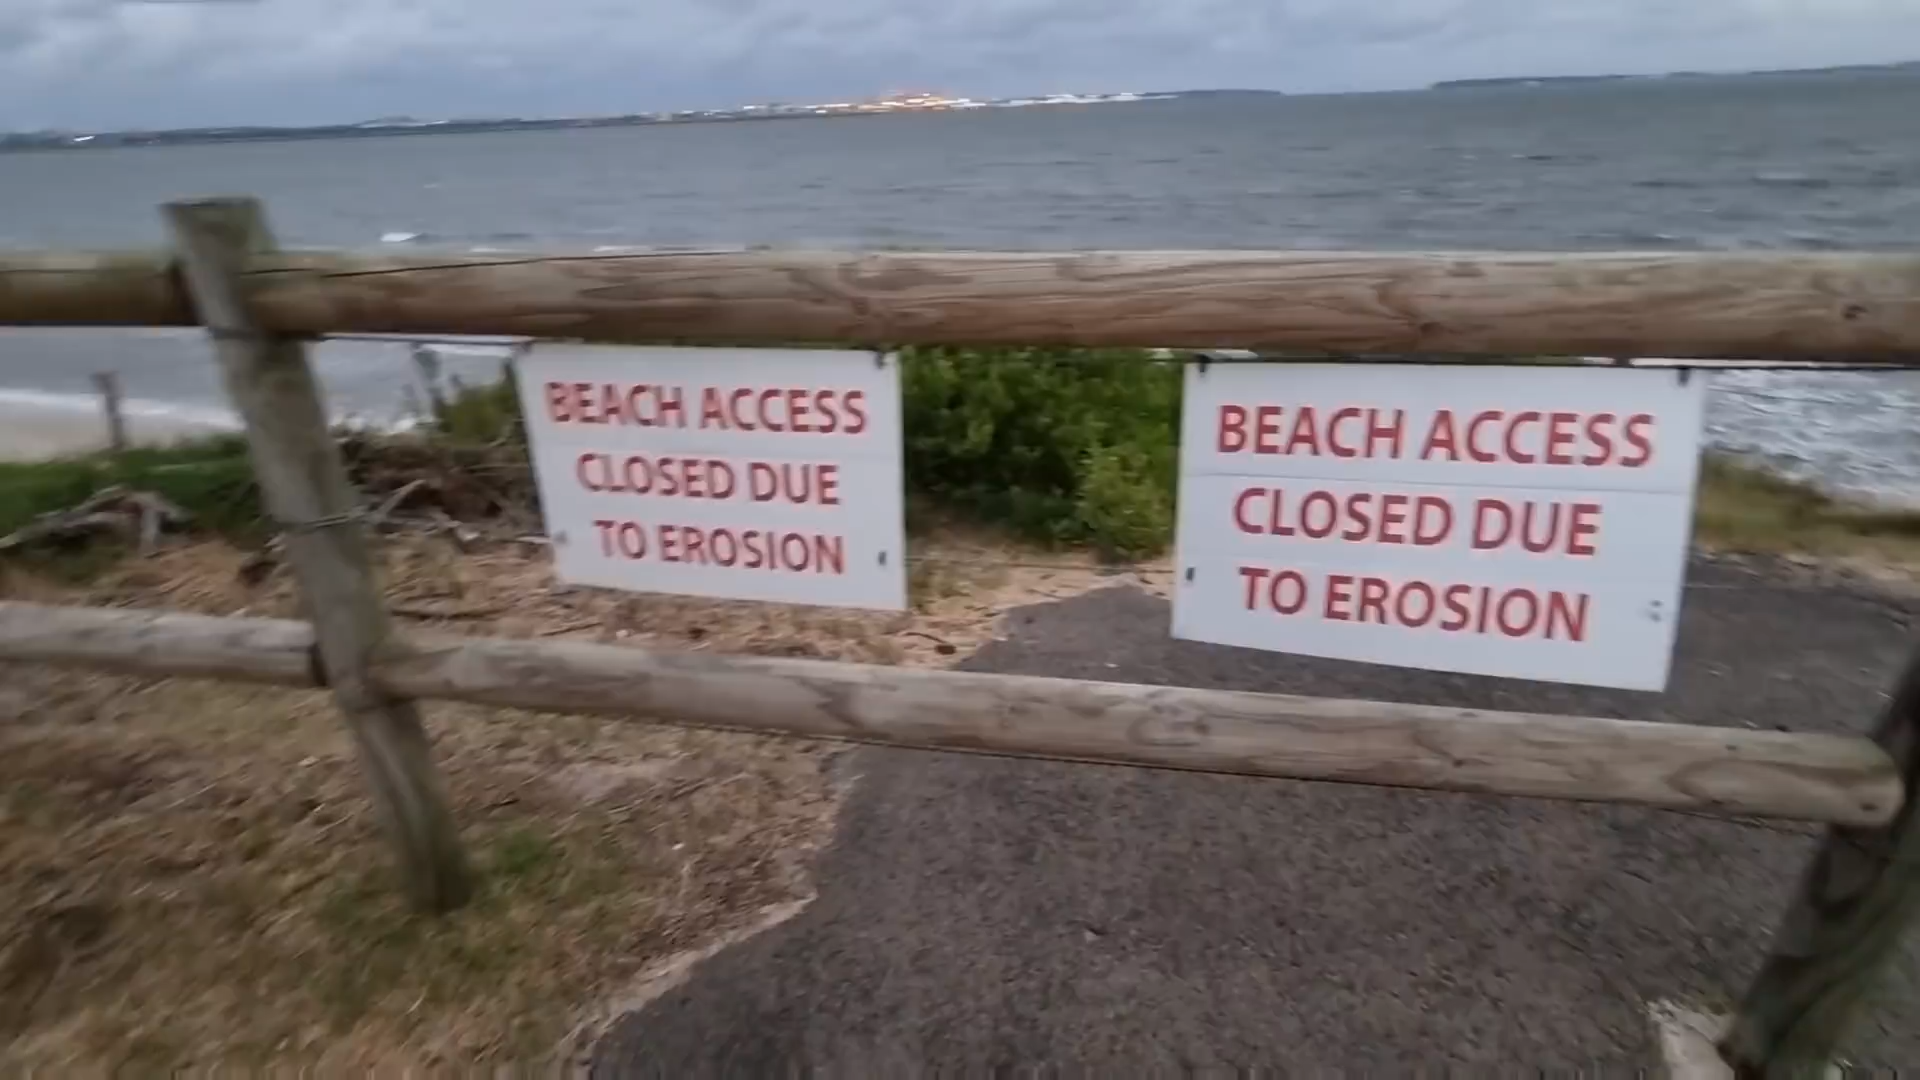 BEACH ACCESS
CLOSED DUE
TO EROSION
BEACH ACCESS
CLOSED DUE
TO EROSION